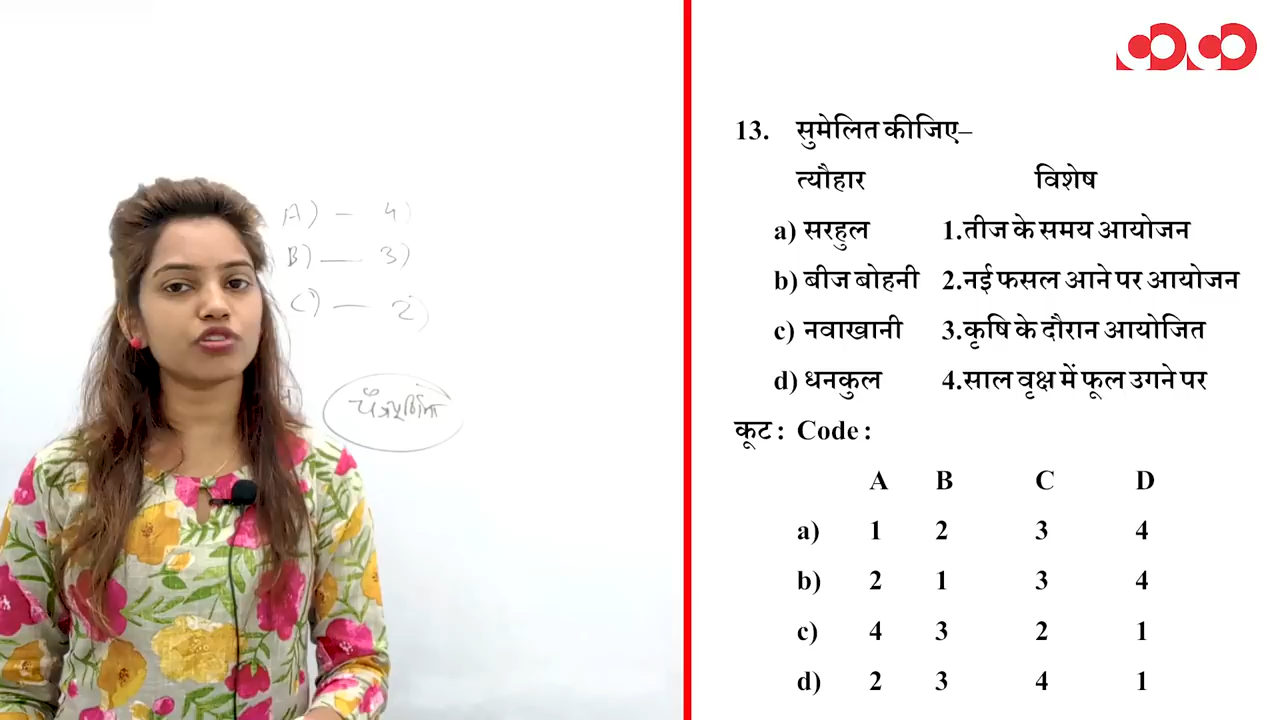 A) – 4)
B) — 3)
C) — 2)
13. सुमेलित कीजिए–
त्यौहार विशेष
a) सरहुल 1.तीज के समय आयोजन
b) बीज बोहनी 2.नई फसल आने पर आयोजन
c) नवाखानी 3.कृषि के दौरान आयोजित
d) धनकुल 4.साल वृक्ष में फूल उगने पर
कूट : Code :
A B C D
a) 1 2 3 4
b) 2 1 3 4
c) 4 3 2 1
d) 2 3 4 1